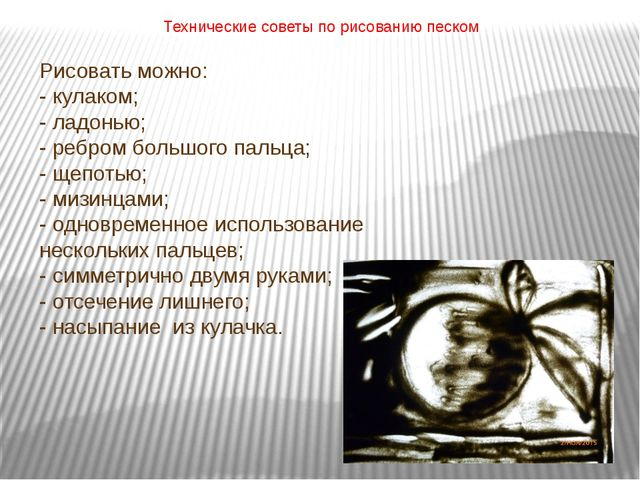 Технические советы по рисованию песком
Рисовать можно:
- кулаком;
- ладонью;
- ребром большого пальца;
- щепотью;
- мизинцами;
- одновременное использование
нескольких пальцев;
- симметрично двумя руками;
- отсечение лишнего;
- насыпание из кулачка.